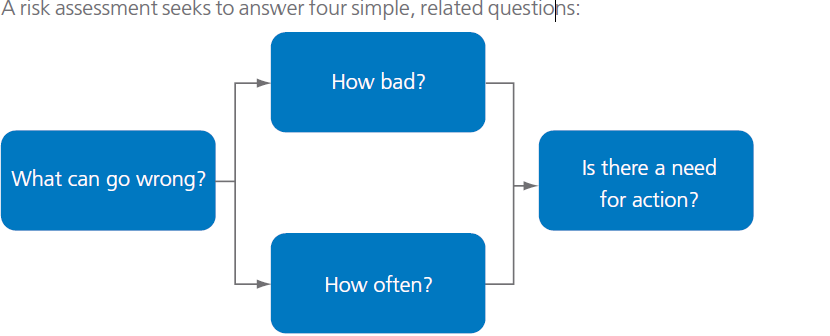 A risk assessment seeks to answer four simple, related questions:
How bad?
What can go wrong?
Is there a need
for action?
How often?